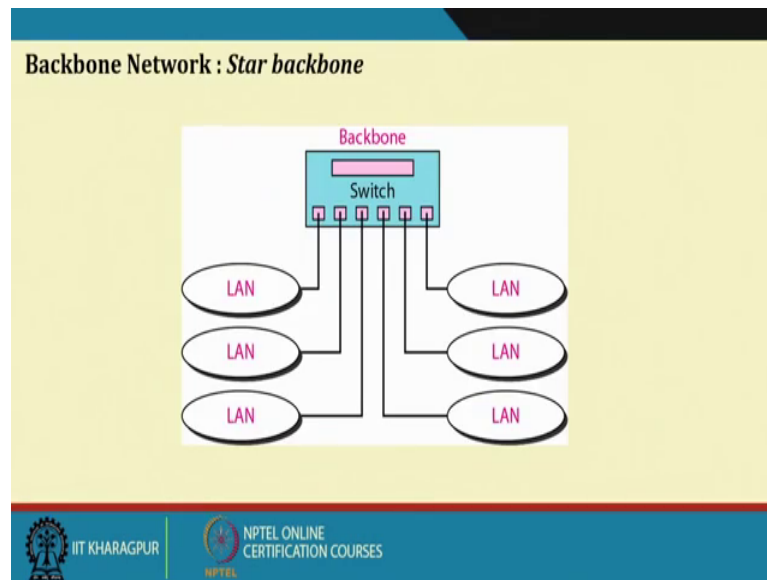 Backbone Network : Star backbone
Backbone
Switch
LAN LAN
LAN LAN
LAN LAN
IIT KHARAGPUR
NPTEL
NPTEL ONLINE
CERTIFICATION COURSES